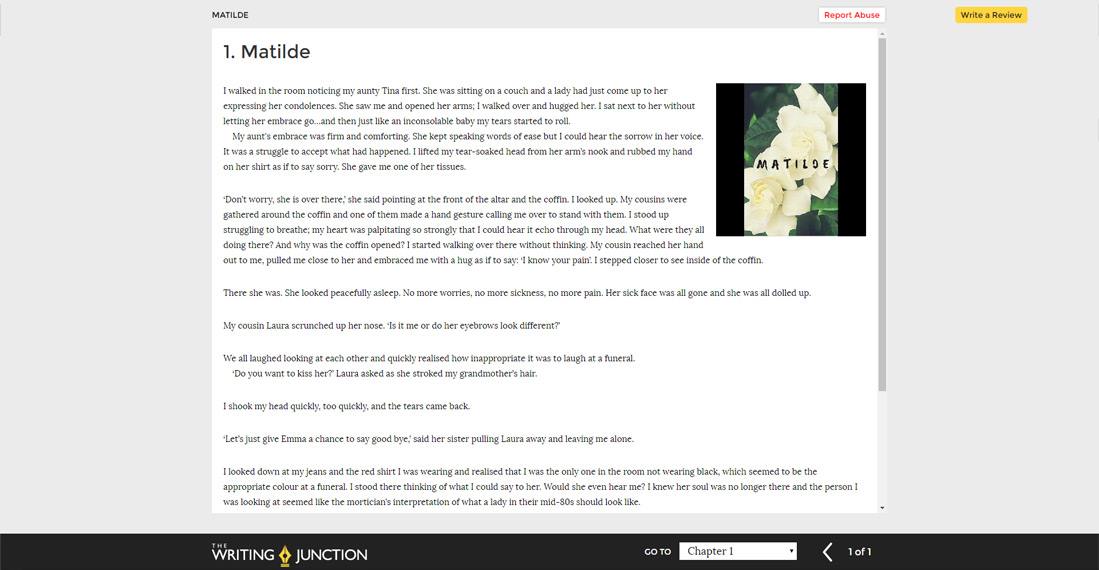 MATILDE
Report Abuse
Write a Review
1. Matilde
I walked in the room noticing my aunty Tina first. She was sitting on a couch and a lady had just come up to her
expressing her condolences. She saw me and opened her arms; I walked over and hugged her. I sat next to her without
letting her embrace go...and then just like an inconsolable baby my tears started to roll.
My aunt's embrace was firm and comforting. She kept speaking words of ease but I could hear the sorrow in her voice.
It was a struggle to accept what had happened. I lifted my tear-soaked head from her arm's nook and rubbed my hand
on her shirt as if to say sorry. She gave me one of her tissues.
MATILDE
‘Don't worry, she is over there,’ she said pointing at the front of the altar and the coffin. I looked up. My cousins were
gathered around the coffin and one of them made a hand gesture calling me over to stand with them. I stood up
struggling to breathe; my heart was palpitating so strongly that I could hear it echo through my head. What were they all
doing there? And why was the coffin opened? I started walking over there without thinking. My cousin reached her hand
out to me, pulled me close to her and embraced me with a hug as if to say: ‘I know your pain’. I stepped closer to see inside of the coffin.
There she was. She looked peacefully asleep. No more worries, no more sickness, no more pain. Her sick face was all gone and she was all dolled up.
My cousin Laura scrunched up her nose. ‘Is it me or do her eyebrows look different?’
We all laughed looking at each other and quickly realised how inappropriate it was to laugh at a funeral.
‘Do you want to kiss her?’ Laura asked as she stroked my grandmother's hair.
I shook my head quickly, too quickly, and the tears came back.
‘Let's just give Emma a chance to say good bye,’ said her sister pulling Laura away and leaving me alone.
I looked down at my jeans and the red shirt I was wearing and realised that I was the only one in the room not wearing black, which seemed to be the
appropriate colour at a funeral. I stood there thinking of what I could say to her. Would she even hear me? I knew her soul was no longer there and the person I
was looking at seemed like the mortician's interpretation of what a lady in their mid-80s should look like.
THE
WRITING JUNCTION
GO TO
Chapter 1
1 of 1